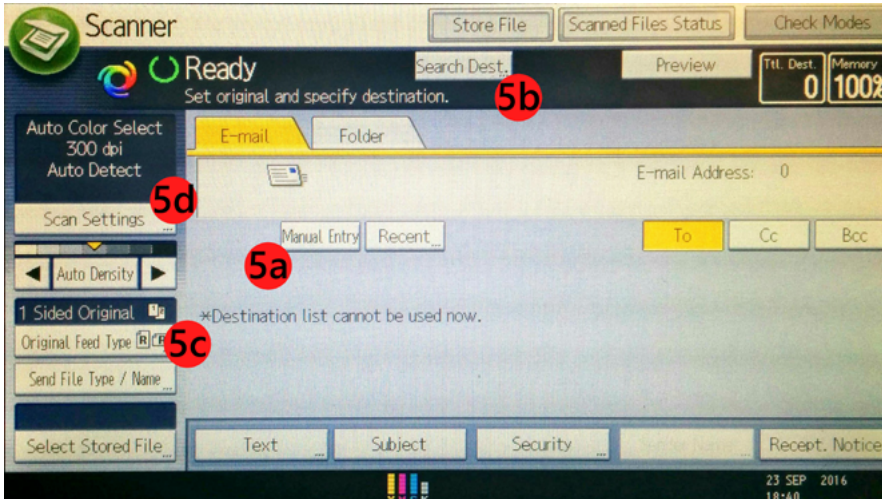 Scanner
Store File
Scanned Files Status
Check Modes
Ready
Search Dest.
5b
Preview
Ttl. Dest.
0
Memory
100%
Set original and specify destination.
Auto Color Select
300 dpi
Auto Detect
5d
Scan Settings
E-mail
Folder
E-mail Address: 0
Manual Entry
Recent
5a
To
Cc
Bcc
Auto Density
1 Sided Original
Original Feed Type
5c
*Destination list cannot be used now.
Send File Type / Name
Select Stored File
Text
Subject
Security
Recept. Notice
23 SEP 2016
18:40